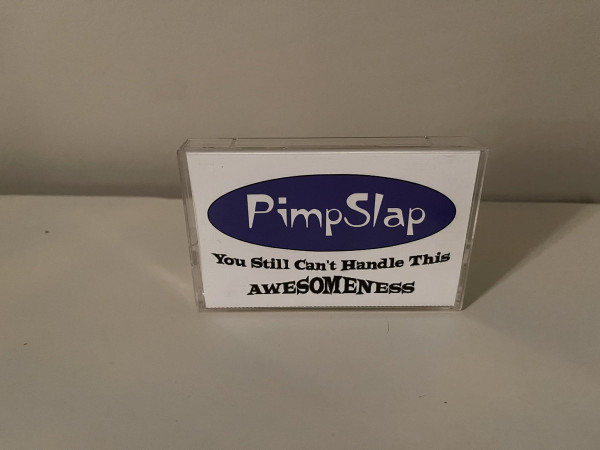 PimpSlap
You Still Can't Handle This
AWESOMENESS